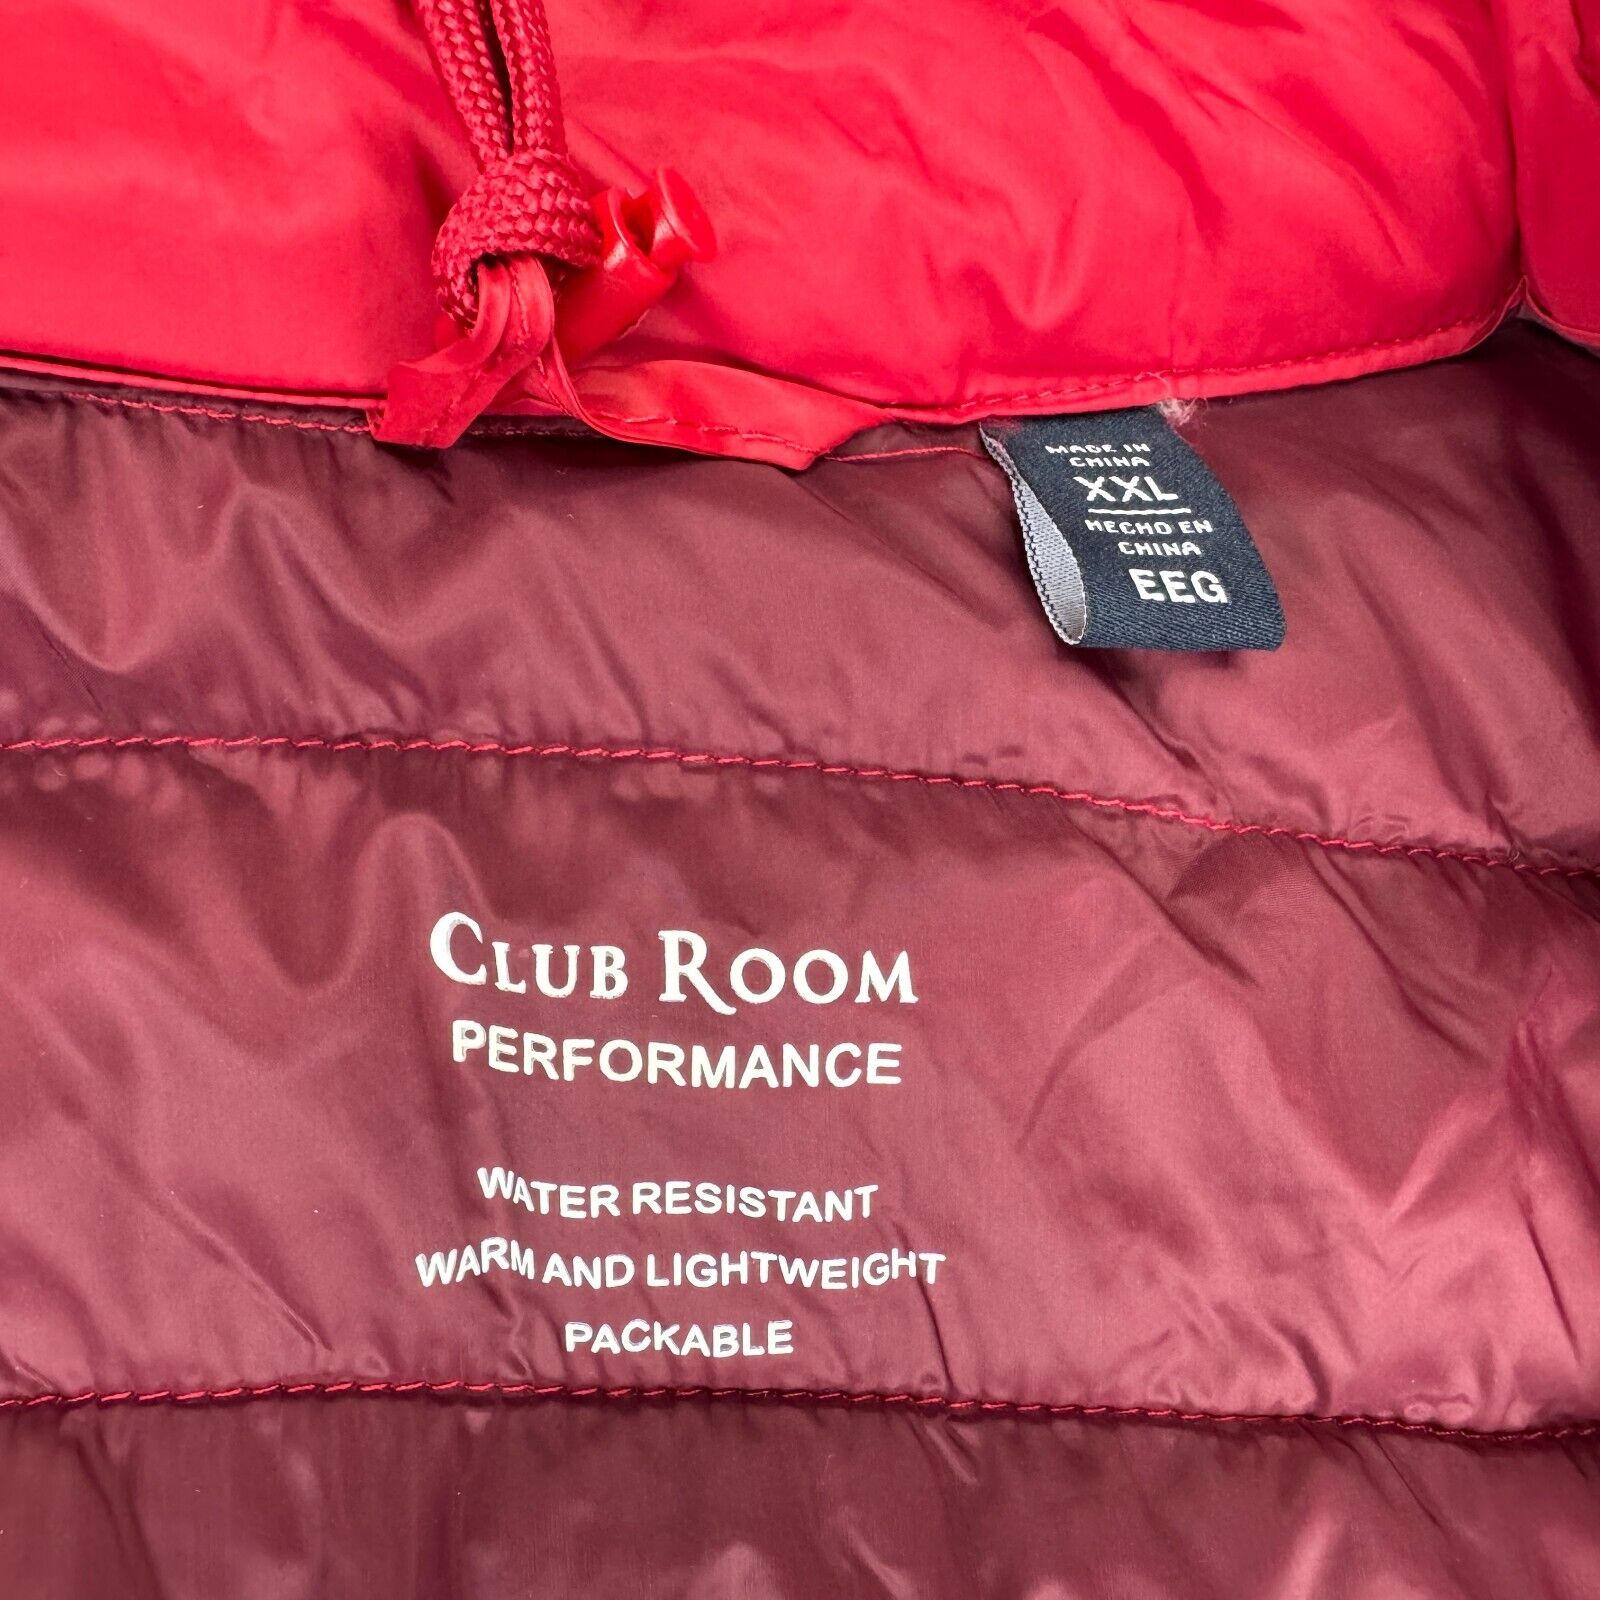 MADE IN
CHINA
XXL
HECHO EN
CHINA
EEG
CLUB ROOM
PERFORMANCE
WATER RESISTANT
WARM AND LIGHTWEIGHT
PACKABLE